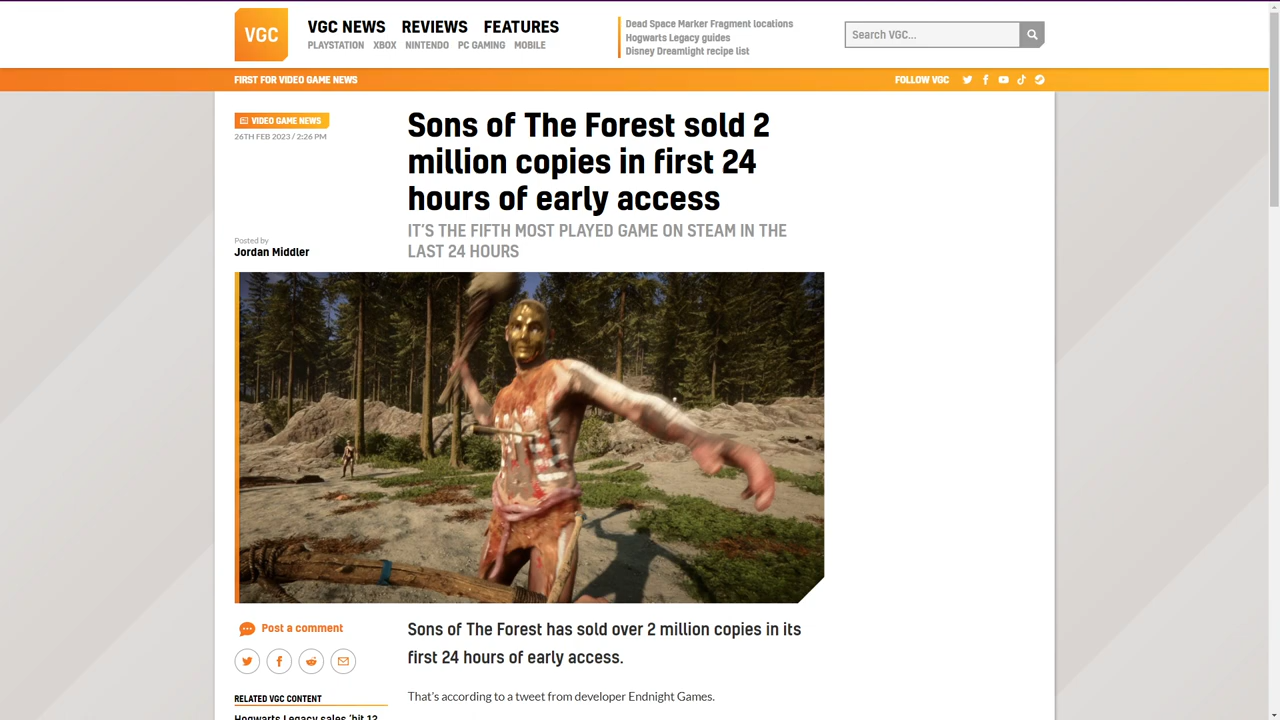 VGC
VGC NEWS REVIEWS FEATURES
PLAYSTATION XBOX NINTENDO PC GAMING MOBILE
Dead Space Marker Fragment locations
Hogwarts Legacy guides
Disney Dreamlight recipe list
Search VGC...
FIRST FOR VIDEO GAME NEWS
FOLLOW VGC
VIDEO GAME NEWS
26TH FEB 2023 / 2:26 PM
Sons of The Forest sold 2
million copies in first 24
hours of early access
IT'S THE FIFTH MOST PLAYED GAME ON STEAM IN THE
LAST 24 HOURS
Posted by
Jordan Middler
Post a comment
Sons of The Forest has sold over 2 million copies in its
first 24 hours of early access.
That's according to a tweet from developer Endnight Games.
RELATED VGC CONTENT
Hogwarts Legacy sales 'hit 12